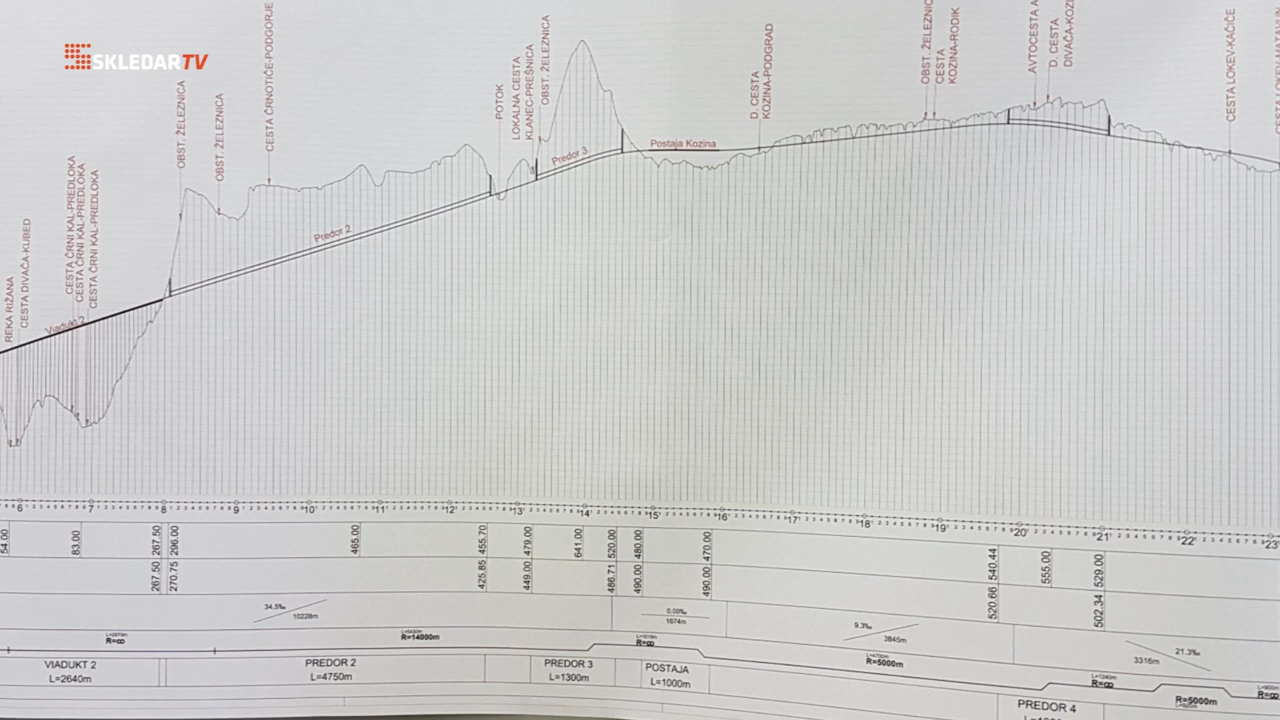 SKLEDARTV
REKA RIŽANA
CESTA DIVAČA-KUBED
CESTA ČRNI KAL-PREDLOKA
CESTA ČRNI KAL-PREDLOKA
CESTA ČRNI KAL-PREDLOKA
OBST. ŽELEZNICA
OBST. ŽELEZNICA
CESTA ČRNOTIČE-PODGORJE
POTOK
LOKALNA CESTA
KLANEC-PREŠNICA
OBST. ŽELEZNICA
D. CESTA
KOZINA-PODGRAD
OBST. ŽELEZNIC
CESTA
KOZINA-RODIK
AVTOCESTA A
D. CESTA
DIVAČA-KOZI
CESTA LOKEV-KAČIČE
Viadukt 2
Predor 2
Predor 3
Postaja Kozina
6 7 8 9 10 11 12 13 14 15 16 17 18 19 20 21 22 23
54.00 83.00 267.50 296.00 465.00 455.70 479.00 641.00 520.00 480.00 470.00 540.44 555.00 529.00
267.50 270.75 425.85 449.00 486.71 490.00 490.00 520.66 502.34
34.5‰
10228m
0.00‰
1674m
9.3‰
3845m
21.3‰
3316m
R=∞
R=14000m
R=∞
R=5000m
R=∞
R=5000m
R=∞
VIADUKT 2
L=2640m
PREDOR 2
L=4750m
PREDOR 3
L=1300m
POSTAJA
L=1000m
PREDOR 4